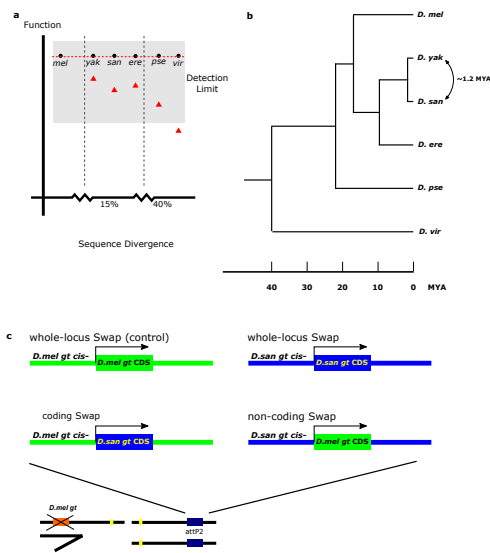 a
Function
mel yak san ere pse vir
Detection
Limit
15% 40%
Sequence Divergence
b
D. mel
D. yak
~1.2 MYA
D. san
D. ere
D. pse
D. vir
40 30 20 10 0 MYA
c
whole-locus Swap (control)
D.mel gt cis-
D.mel gt CDS
whole-locus Swap
D.san gt cis-
D.san gt CDS
coding Swap
D.mel gt cis-
D.san gt CDS
non-coding Swap
D.san gt cis-
D.mel gt CDS
D.mel gt
attP2